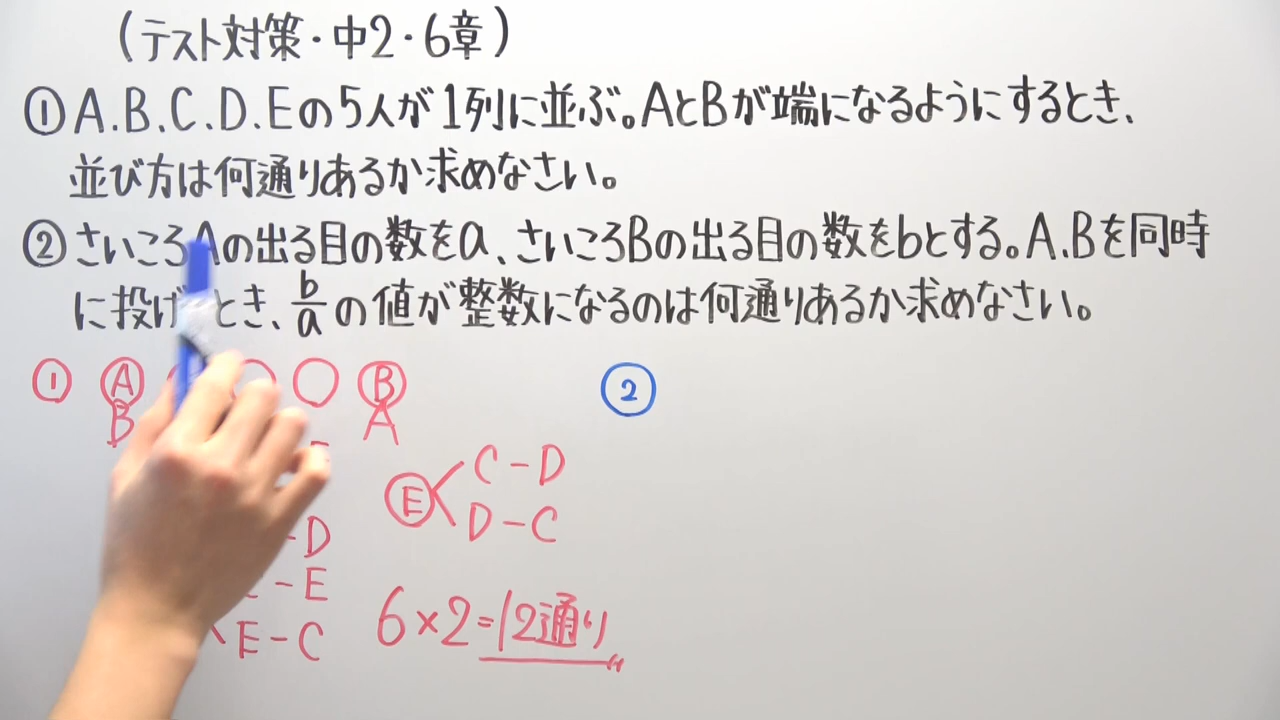 (テスト対策・中2・6章)
① A.B.C.D.Eの5人が1列に並ぶ。AとBが端になるようにするとき、
並び方は何通りあるか求めなさい。
② さいころAの出る目の数をa、さいころBの出る目の数をbとする。A.Bを同時
に投げ とき、b/aの値が整数になるのは何通りあるか求めなさい。
① A B
B A
E C-D
D-C
-D
-E
E-C
6×2=12通り
②